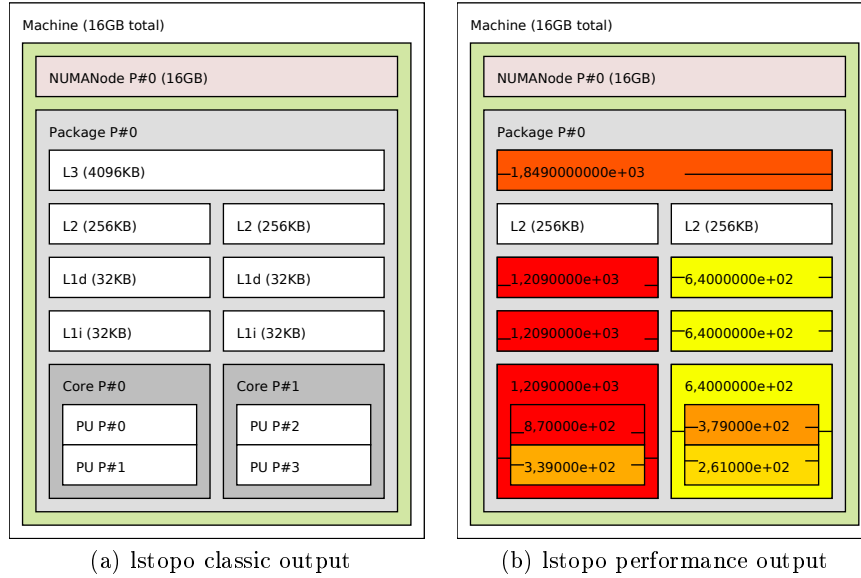 Machine (16GB total)
NUMANode P#0 (16GB)
Package P#0
L3 (4096KB)
L2 (256KB)
L2 (256KB)
L1d (32KB)
L1d (32KB)
L1i (32KB)
L1i (32KB)
Core P#0
Core P#1
PU P#0
PU P#2
PU P#1
PU P#3
(a) lstopo classic output
Machine (16GB total)
NUMANode P#0 (16GB)
Package P#0
1,8490000000e+03
L2 (256KB)
L2 (256KB)
1,2090000e+03
6,4000000e+02
1,2090000e+03
6,4000000e+02
1,2090000e+03
6,4000000e+02
8,70000e+02
3,79000e+02
3,39000e+02
2,61000e+02
(b) lstopo performance output